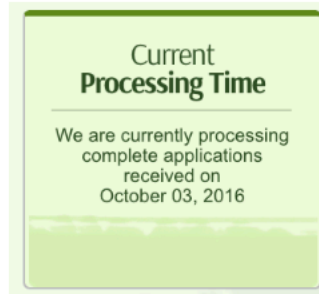 Current
Processing Time
We are currently processing
complete applications
received on
October 03, 2016